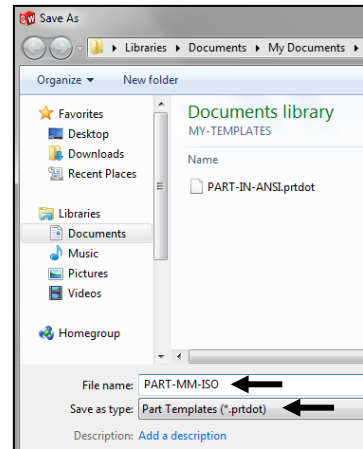 Save As
Libraries ▸ Documents ▸ My Documents ▸
Organize ▼ New folder
Favorites
Desktop
Downloads
Recent Places
Libraries
Documents
Music
Pictures
Videos
Homegroup
Documents library
MY-TEMPLATES
Name
PART-IN-ANSI.prtdot
File name: PART-MM-ISO
Save as type: Part Templates (*.prtdot)
Description: Add a description